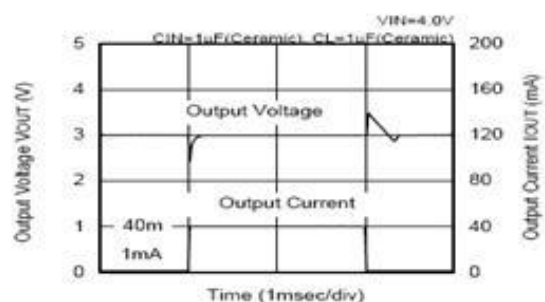 VIN=4.0V
CIN=1uF(Ceramic), CL=1uF(Ceramic)
Output Voltage VOUT (V)
5
4
3
2
1
0
Output Voltage
Output Current
40m
1mA
200
160
120
80
40
0
Output Current IOUT (mA)
Time (1msec/div)